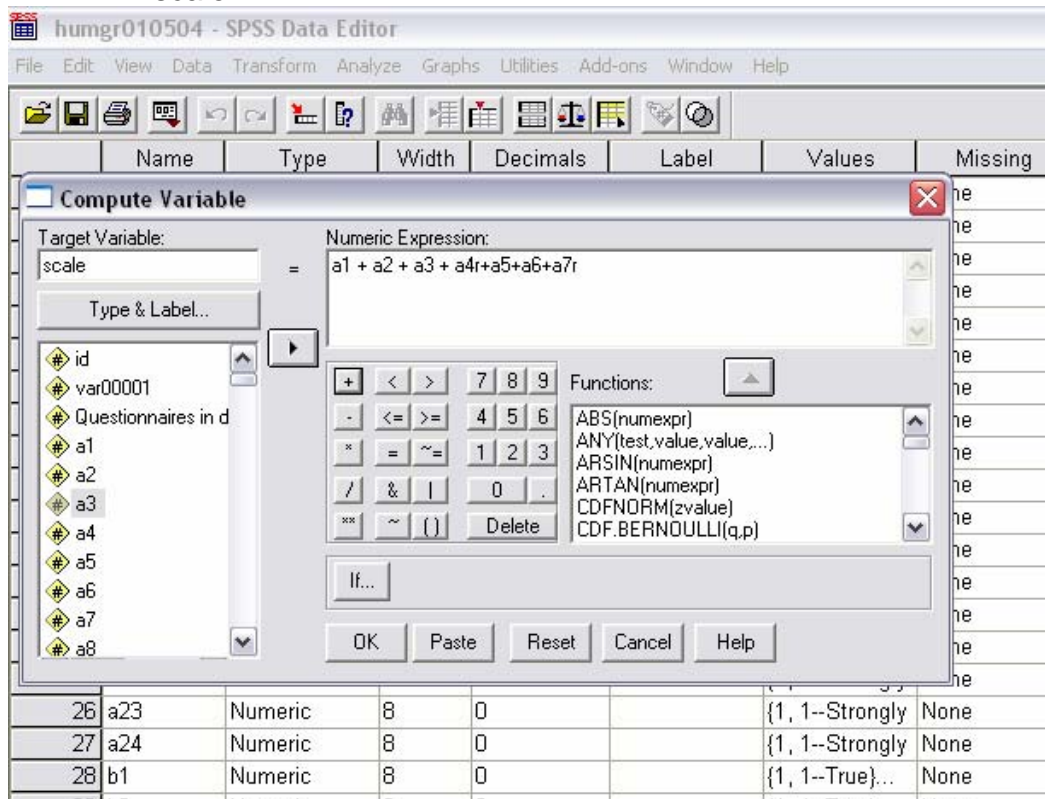 humgr010504 - SPSS Data Editor
File Edit View Data Transform Analyze Graphs Utilities Add-ons Window Help
Name Type Width Decimals Label Values Missing
Compute Variable
Target Variable:
Numeric Expression:
scale = a1 + a2 + a3 + a4r+a5+a6+a7r
Type & Label...
id
var00001
Questionnaires in d
a1
a2
a3
a4
a5
a6
a7
a8
+ < > 7 8 9
- <= >= 4 5 6
* = ~= 1 2 3
/ & | 0 .
** ~ () Delete
Functions:
ABS(numexpr)
ANY(test,value,value,...)
ARSIN(numexpr)
ARTAN(numexpr)
CDFNORM(zvalue)
CDF.BERNOULLI(q,p)
If...
OK Paste Reset Cancel Help
26 a23 Numeric 8 0 {1, 1--Strongly None
27 a24 Numeric 8 0 {1, 1--Strongly None
28 b1 Numeric 8 0 {1, 1--True}... None